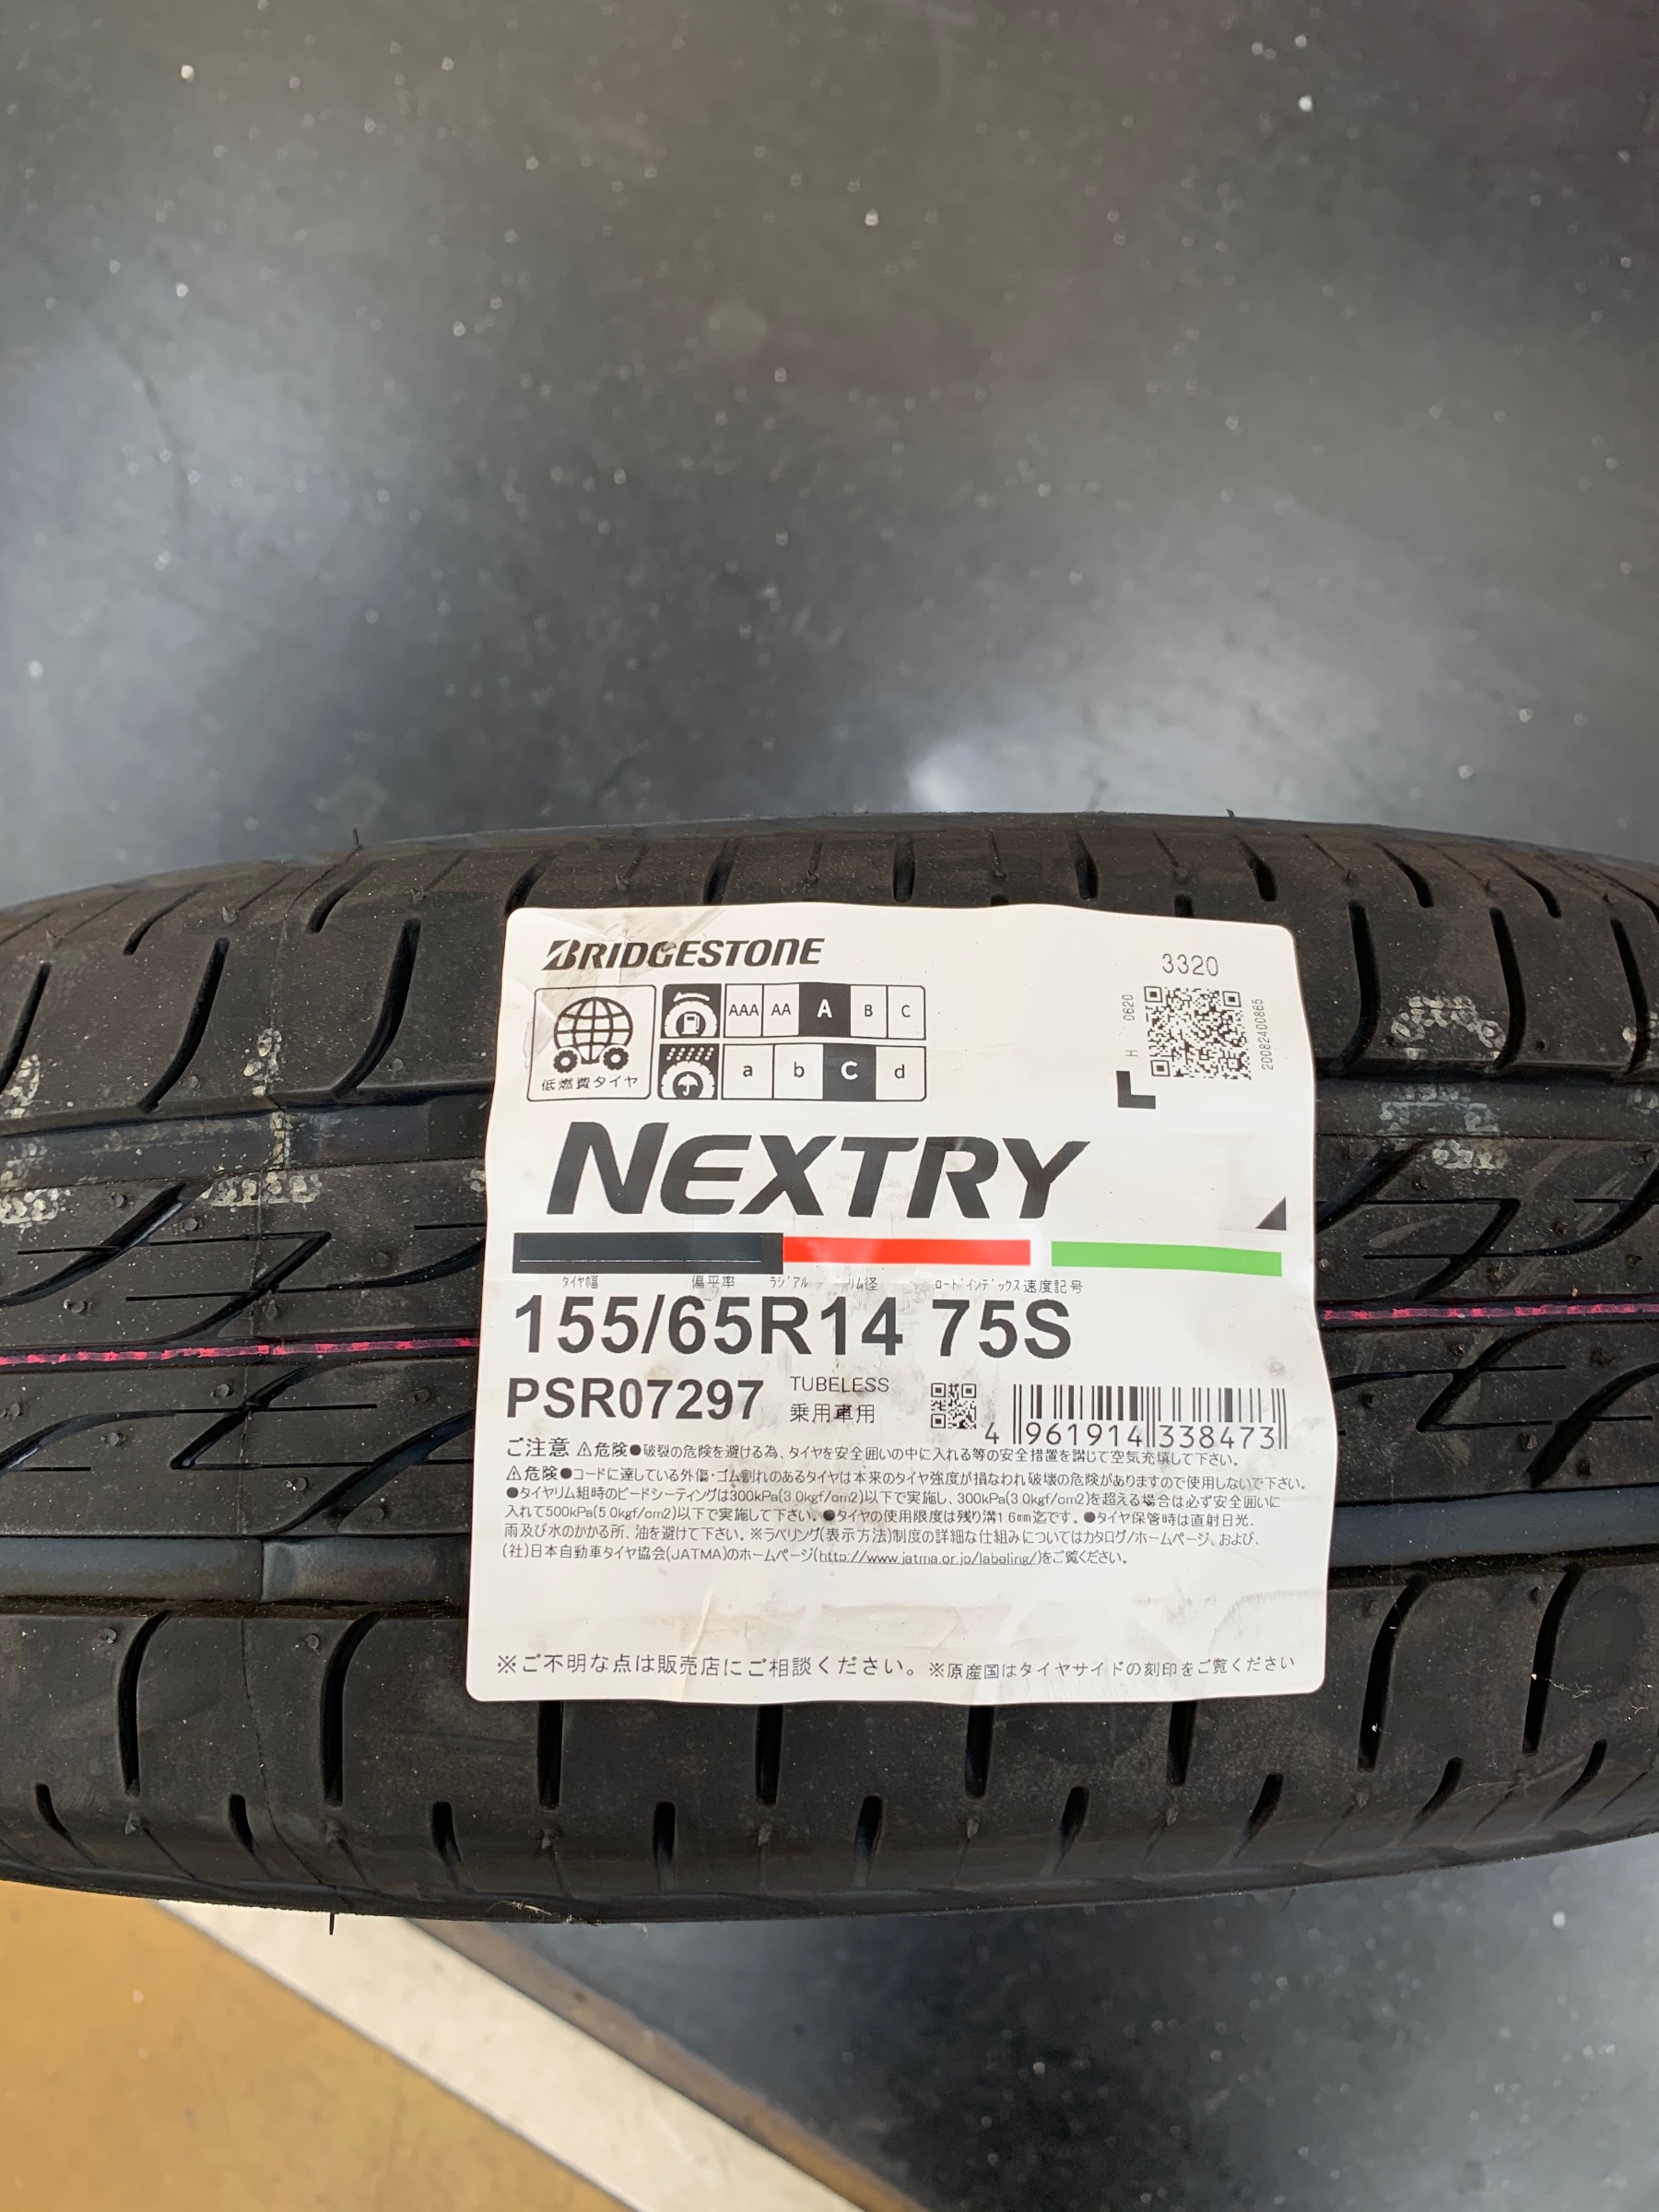 BRIDGESTONE
3320
低燃費タイヤ
AAA AA A B C
a b C d
H 0620
20082400865
L
NEXTRY
タイヤ幅 偏平率 ラジアル リム径 ロードインデックス 速度記号
155/65R14 75S
PSR07297
TUBELESS
乗用車用
4 961914 338473
ご注意 ⚠危険●破裂の危険を避ける為、タイヤを安全囲いの中に入れる等の安全措置を講じて空気充填して下さい。
⚠危険●コードに達している外傷・ゴム割れのあるタイヤは本来のタイヤ強度が損なわれ破壊の危険がありますので使用しないで下さい。
●タイヤリム組時のビードシーティングは300kPa(3.0kgf/cm2)以下で実施し、300kPa(3.0kgf/cm2)を超える場合は必ず安全囲いに
入れて500kPa(5.0kgf/cm2)以下で実施して下さい。●タイヤの使用限度は残り溝1.6mm迄です。●タイヤ保管時は直射日光、
雨及び水のかかる所、油を避けて下さい。※ラベリング(表示方法)制度の詳細な仕組みについてはカタログ/ホームページ、および、
(社)日本自動車タイヤ協会(JATMA)のホームページ(http://www.jatma.or.jp/labeling/)をご覧ください。
※ご不明な点は販売店にご相談ください。※原産国はタイヤサイドの刻印をご覧ください